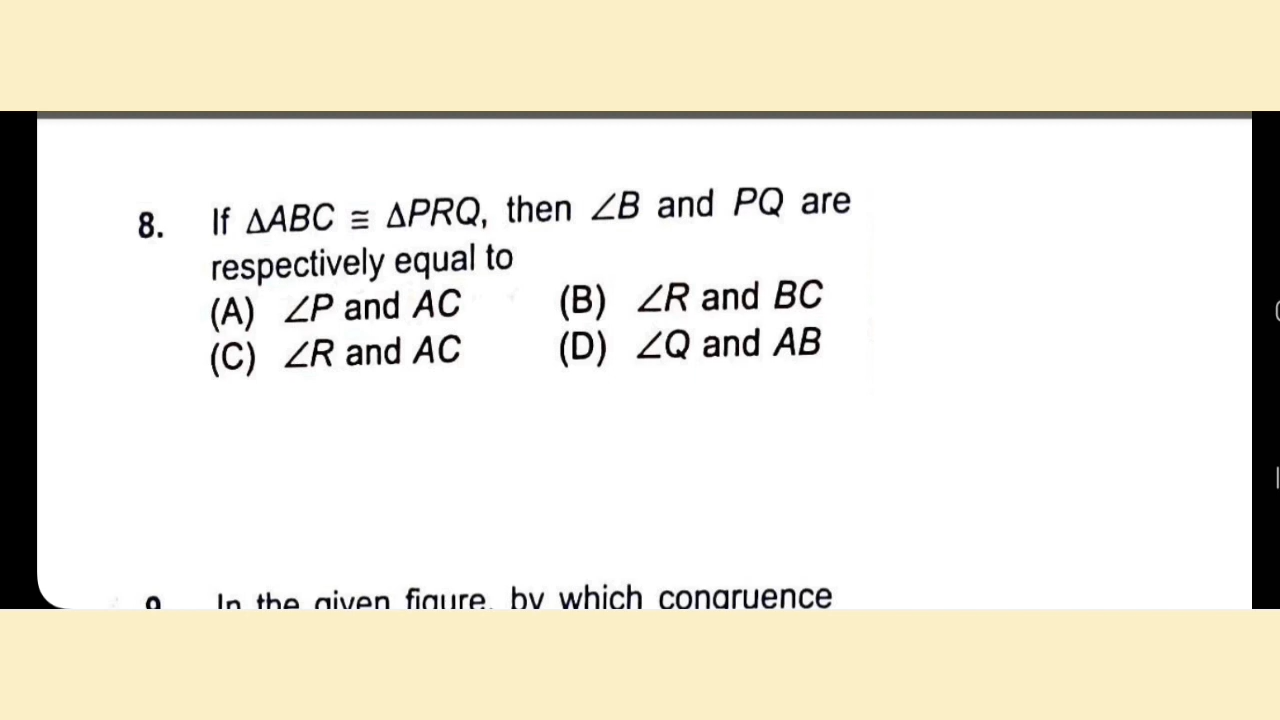 8. If ΔABC ≅ ΔPRQ, then ∠B and PQ are
respectively equal to
(A) ∠P and AC (B) ∠R and BC
(C) ∠R and AC (D) ∠Q and AB
9. In the given figure, by which congruence